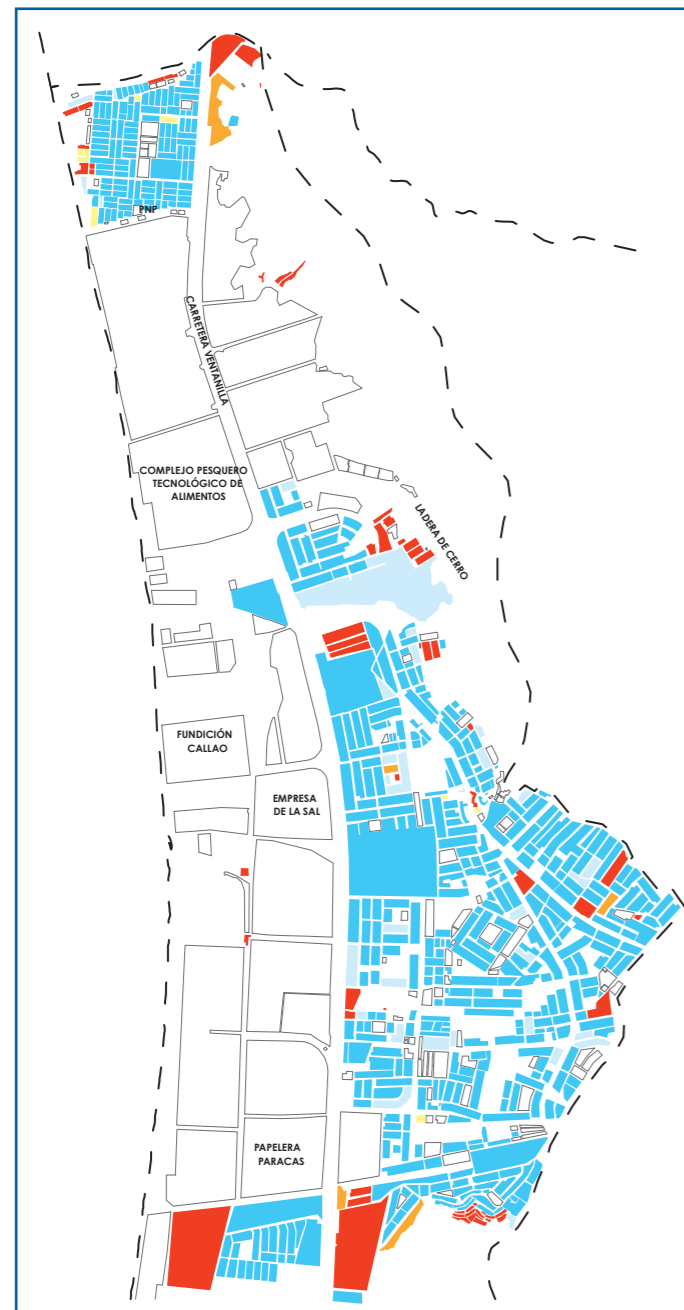 PNP
CARRETERA VENTANILLA
COMPLEJO PESQUERO
TECNOLÓGICO DE
ALIMENTOS
LADERA DE CERRO
FUNDICIÓN
CALLAO
EMPRESA
DE LA SAL
PAPELERA
PARACAS